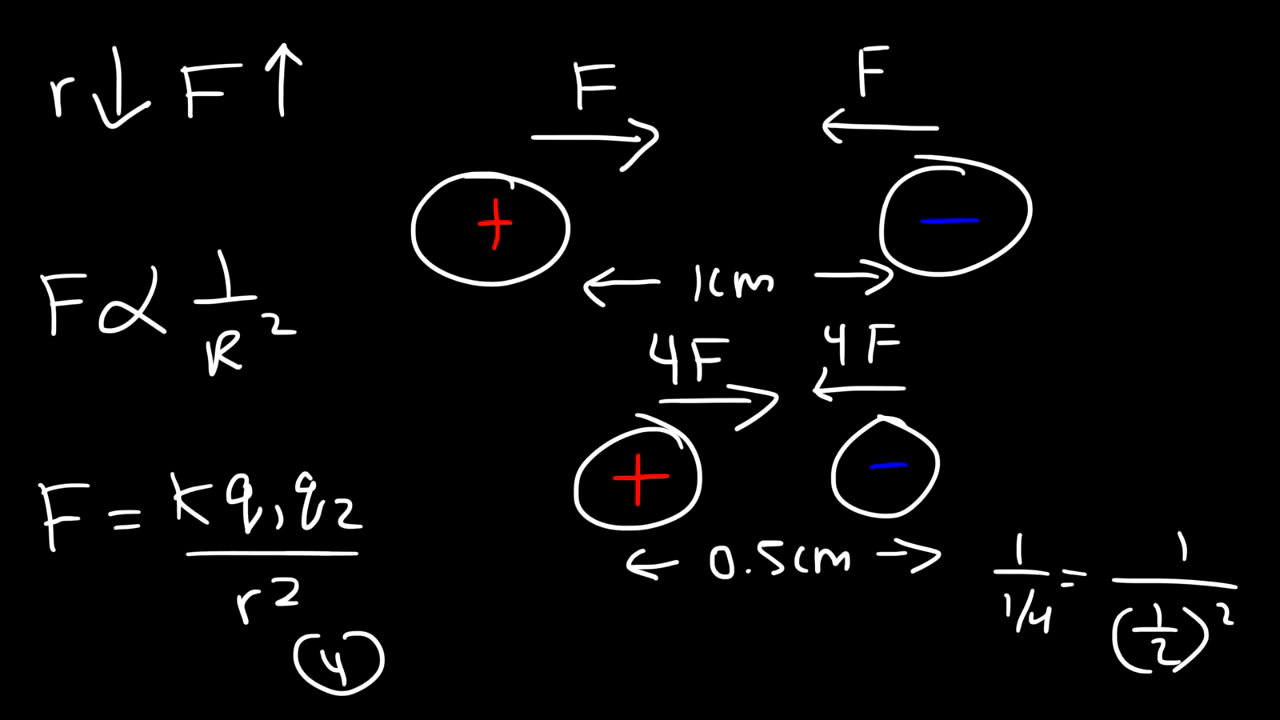 r↓ F↑
F F
+ −
1cm
F ∝ 1/R²
4F 4F
+ −
F = kq₁q₂/r²
0.5cm
1/(1/4) = 1/(1/2)²
4